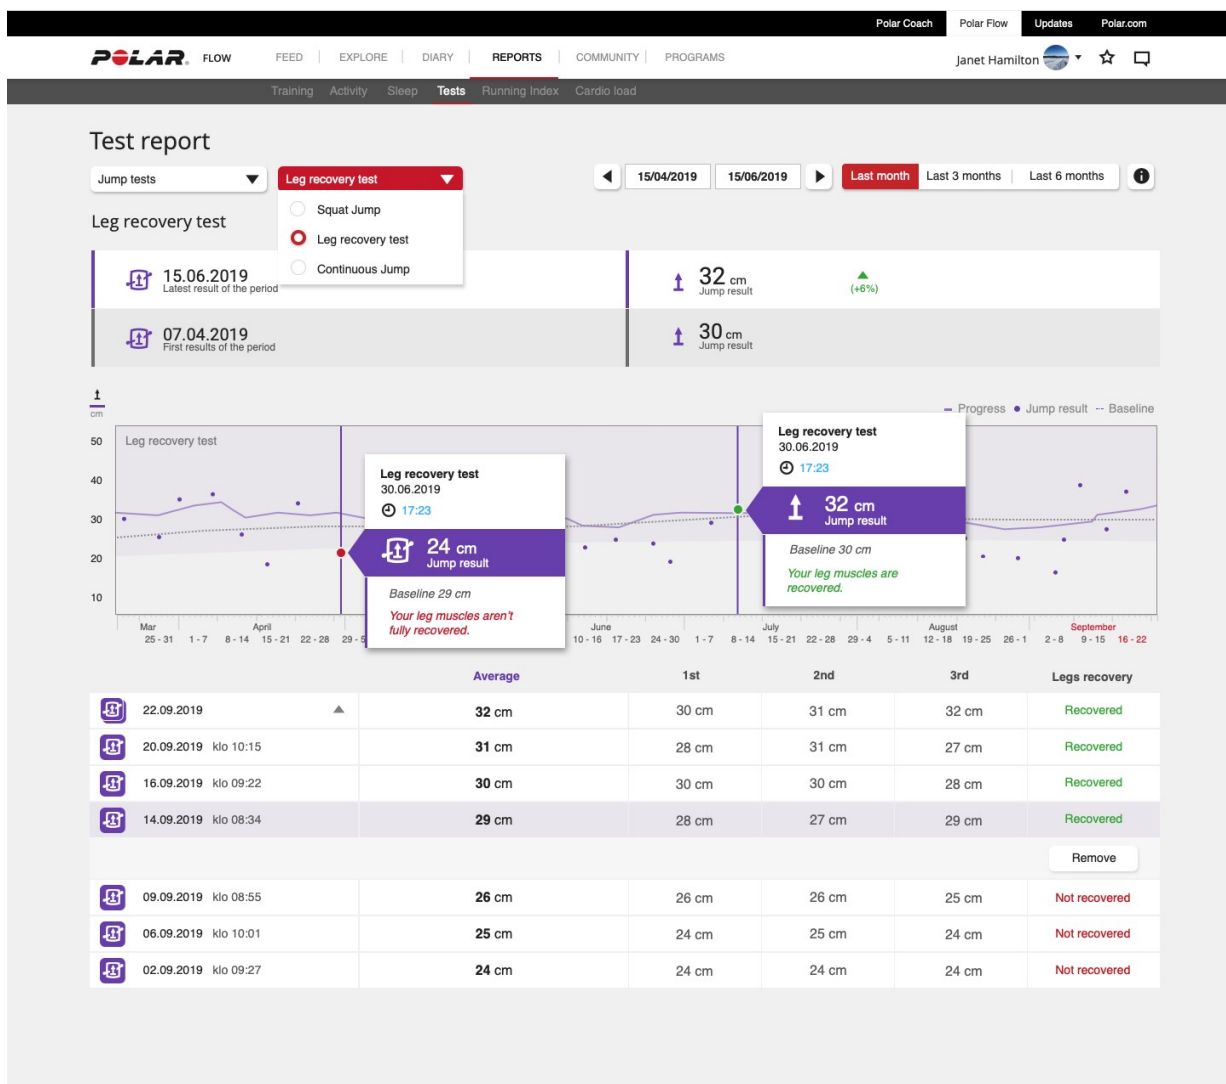 Polar Coach Polar Flow Updates Polar.com
POLAR. FLOW FEED EXPLORE DIARY REPORTS COMMUNITY PROGRAMS Janet Hamilton
Training Activity Sleep Tests Running Index Cardio load
Test report
Jump tests Leg recovery test 15/04/2019 15/06/2019 Last month Last 3 months Last 6 months
Squat Jump
Leg recovery test
Leg recovery test
Continuous Jump
15.06.2019
Latest result of the period
32 cm
Jump result
(+6%)
07.04.2019
First results of the period
30 cm
Jump result
cm
Progress Jump result Baseline
50
40
30
20
10
Leg recovery test
Leg recovery test
30.06.2019
17:23
24 cm
Jump result
Baseline 29 cm
Your leg muscles aren't
fully recovered.
Leg recovery test
30.06.2019
17:23
32 cm
Jump result
Baseline 30 cm
Your leg muscles are
recovered.
Mar April June July August September
25 - 31 1 - 7 8 - 14 15 - 21 22 - 28 29 - 5 10 - 16 17 - 23 24 - 30 1 - 7 8 - 14 15 - 21 22 - 28 29 - 4 5 - 11 12 - 18 19 - 25 26 - 1 2 - 8 9 - 15 16 - 22
Average 1st 2nd 3rd Legs recovery
22.09.2019 32 cm 30 cm 31 cm 32 cm Recovered
20.09.2019 klo 10:15 31 cm 28 cm 31 cm 27 cm Recovered
16.09.2019 klo 09:22 30 cm 30 cm 30 cm 28 cm Recovered
14.09.2019 klo 08:34 29 cm 28 cm 27 cm 29 cm Recovered
Remove
09.09.2019 klo 08:55 26 cm 26 cm 26 cm 25 cm Not recovered
06.09.2019 klo 10:01 25 cm 24 cm 25 cm 24 cm Not recovered
02.09.2019 klo 09:27 24 cm 24 cm 24 cm 24 cm Not recovered